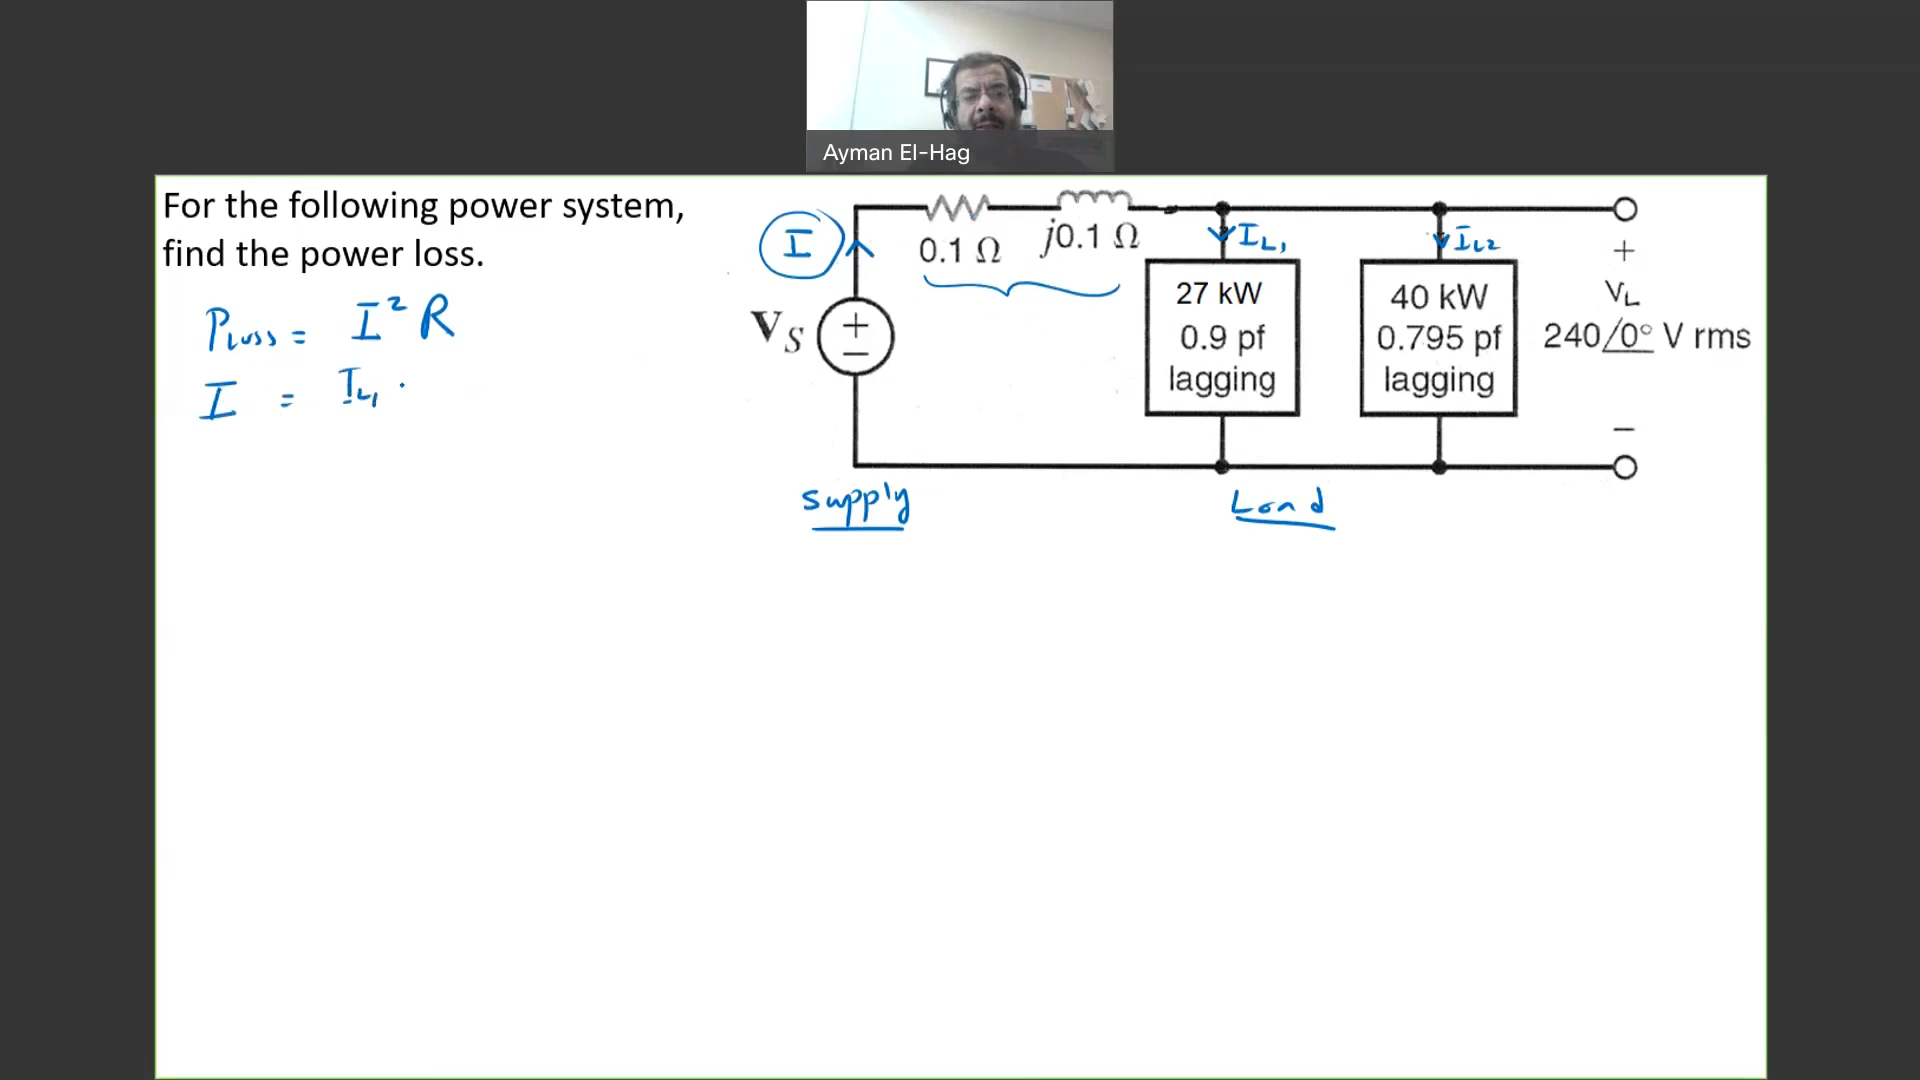 Ayman El-Hag
For the following power system,
find the power loss.
Ploss = I² R
I = IL1
I
0.1 Ω
j0.1 Ω
IL1
IL2
VS
+
−
27 kW
0.9 pf
lagging
40 kW
0.795 pf
lagging
+
VL
240/0° V rms
−
Supply
Load